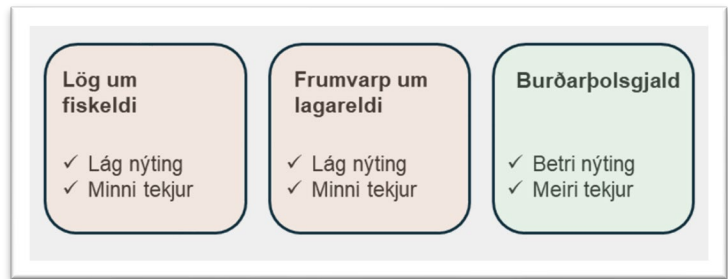 Lög um
fiskeldi
✓ Lág nýting
✓ Minni tekjur
Frumvarp um
lagareldi
✓ Lág nýting
✓ Minni tekjur
Burðarþolsgjald
✓ Betri nýting
✓ Meiri tekjur